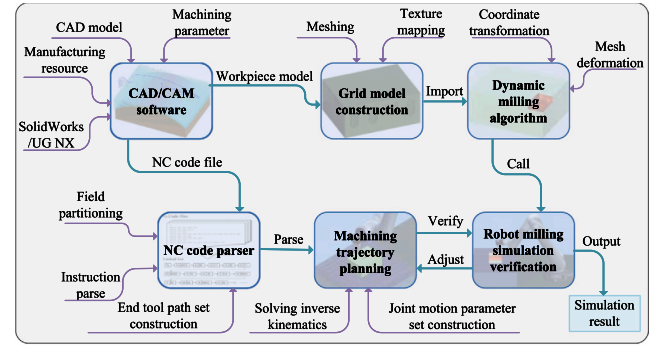 CAD model
Machining
parameter
Manufacturing
resource
SolidWorks
/UG NX
CAD/CAM
software
Workpiece model
Meshing
Texture
mapping
Grid model
construction
Import
Coordinate
transformation
Mesh
deformation
Dynamic
milling
algorithm
NC code file
Call
Field
partitioning
Instruction
parse
NC code parser
End tool path set
construction
Parse
Machining
trajectory
planning
Solving inverse
kinematics
Joint motion parameter
set construction
Verify
Adjust
Robot milling
simulation
verification
Output
Simulation
result